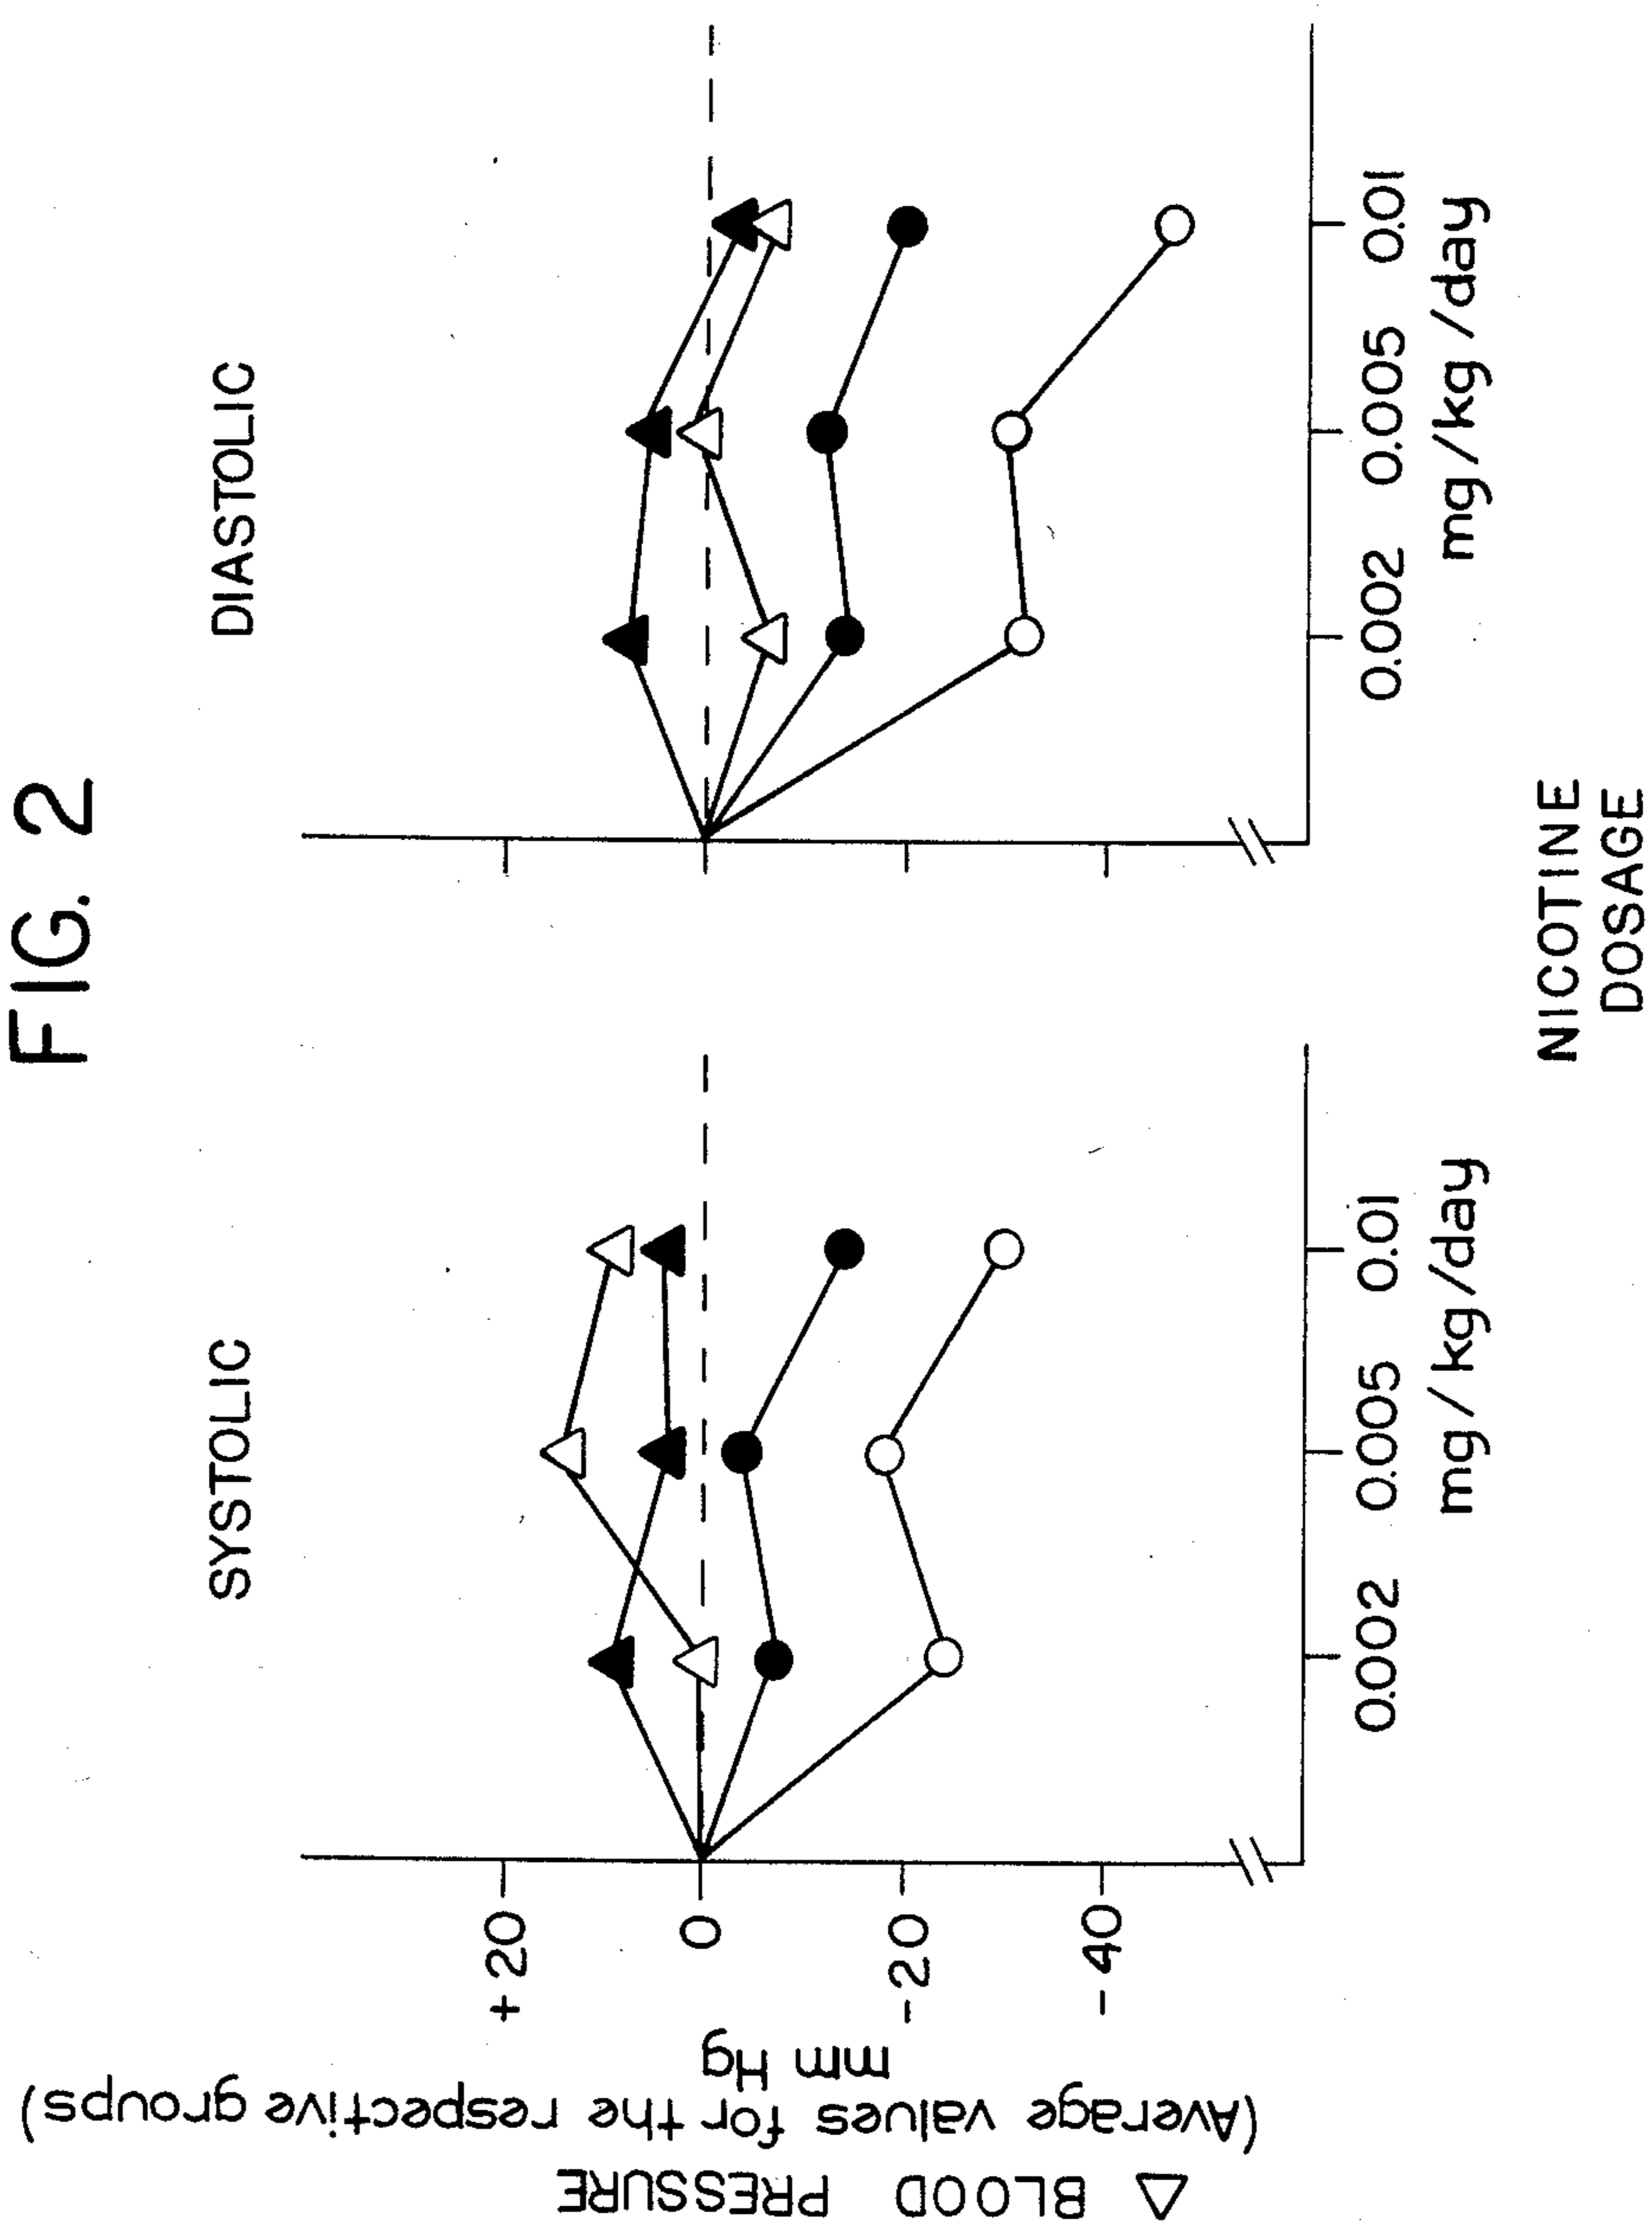 FIG. 2
SYSTOLIC
DIASTOLIC
Δ BLOOD PRESSURE
(Average values for the respective groups)
mm Hg
+20
0
-20
-40
0.002 0.005 0.01
mg/kg/day
0.002 0.005 0.01
mg/kg/day
NICOTINE
DOSAGE